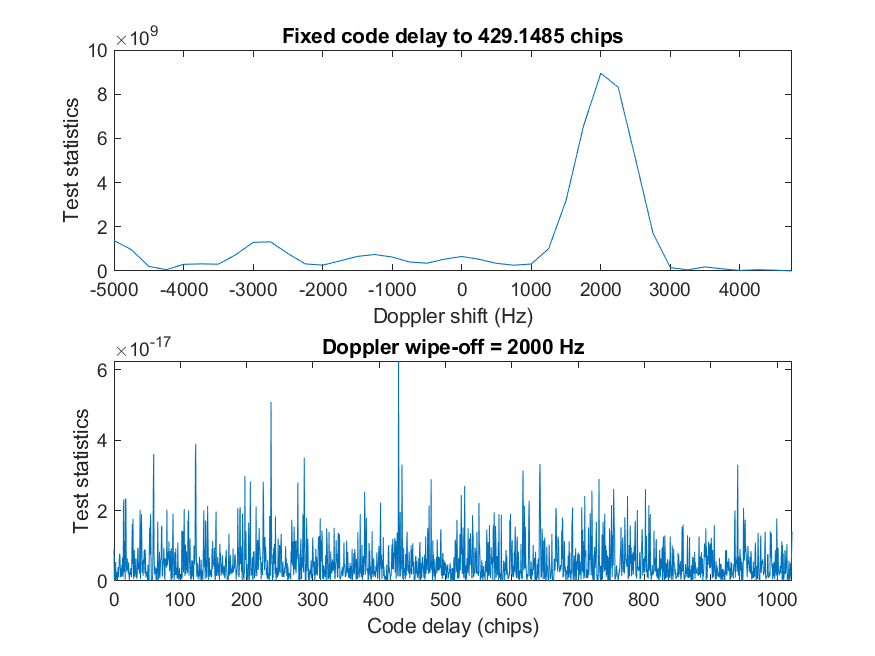 ×10^9
Fixed code delay to 429.1485 chips
10
8
6
4
2
0
Test statistics
-5000 -4000 -3000 -2000 -1000 0 1000 2000 3000 4000
Doppler shift (Hz)
×10^-17
Doppler wipe-off = 2000 Hz
6
4
2
0
Test statistics
0 100 200 300 400 500 600 700 800 900 1000
Code delay (chips)